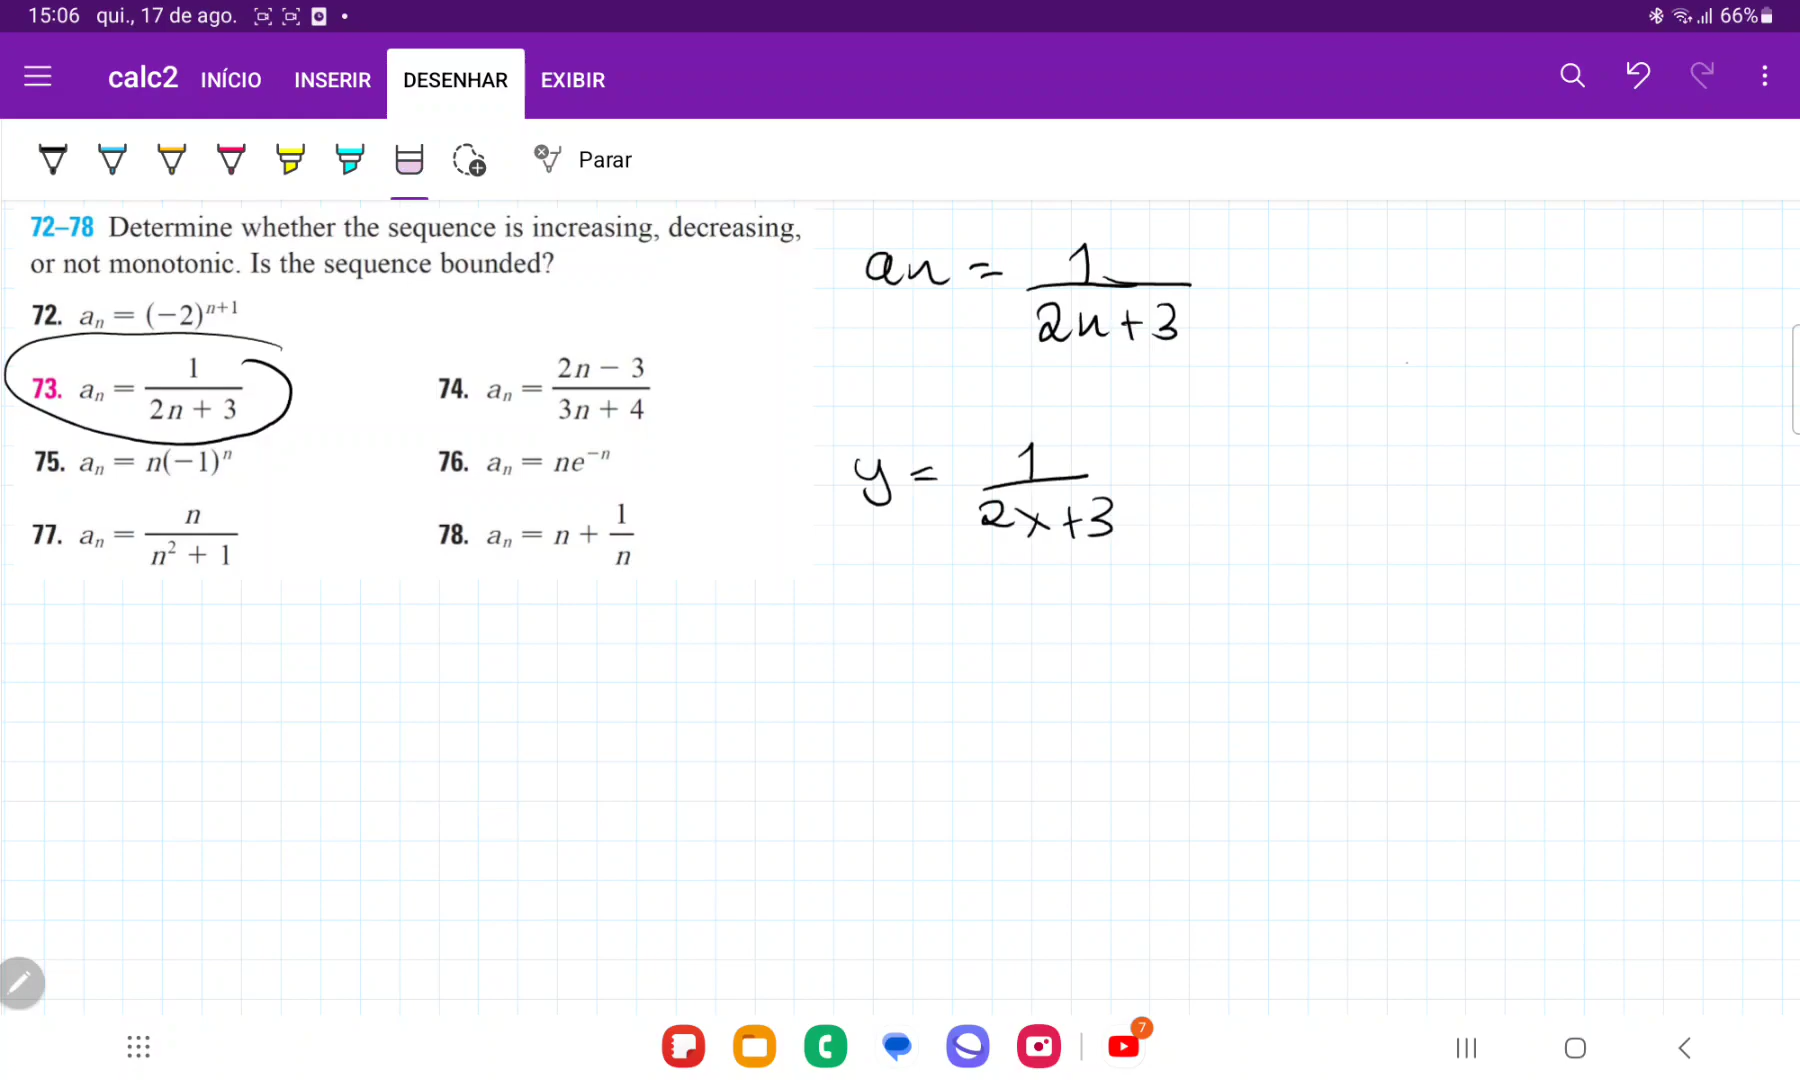 15:06 qui., 17 de ago. •
66%
calc2 INÍCIO INSERIR DESENHAR EXIBIR
Parar
72–78 Determine whether the sequence is increasing, decreasing,
or not monotonic. Is the sequence bounded?
72. aₙ = (−2)ⁿ⁺¹
73. aₙ = 1/(2n + 3)
74. aₙ = (2n − 3)/(3n + 4)
75. aₙ = n(−1)ⁿ
76. aₙ = ne⁻ⁿ
77. aₙ = n/(n² + 1)
78. aₙ = n + 1/n
an = 1/(2n+3)
y = 1/(2x+3)
7